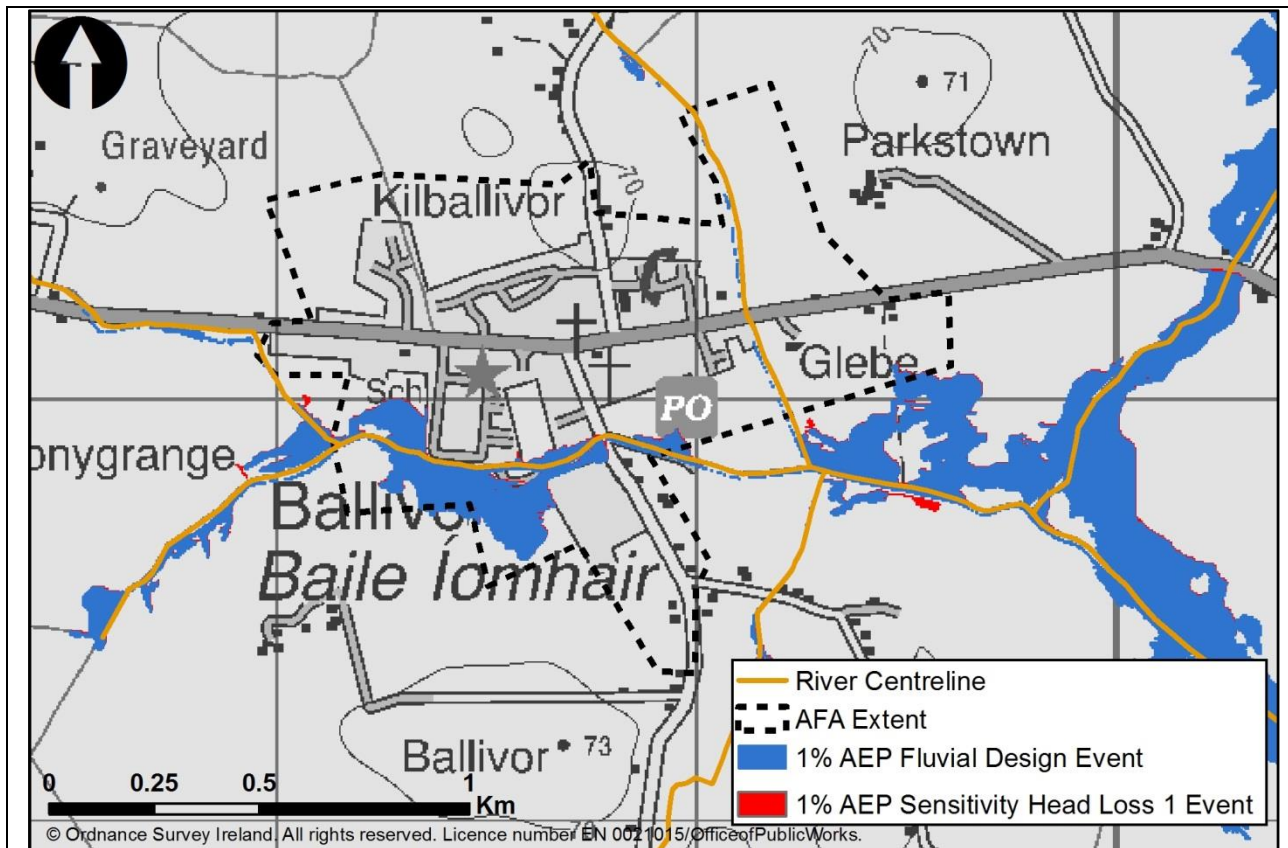 70
71
Graveyard
Parkstown
Kilballivor
70
Glebe
Sch
PO
onygrange
Ballivo
Baile Íomhair
Ballivor 73
River Centreline
AFA Extent
1% AEP Fluvial Design Event
1% AEP Sensitivity Head Loss 1 Event
0 0.25 0.5 1
Km
© Ordnance Survey Ireland. All rights reserved. Licence number EN 0021015/OfficeofPublicWorks.